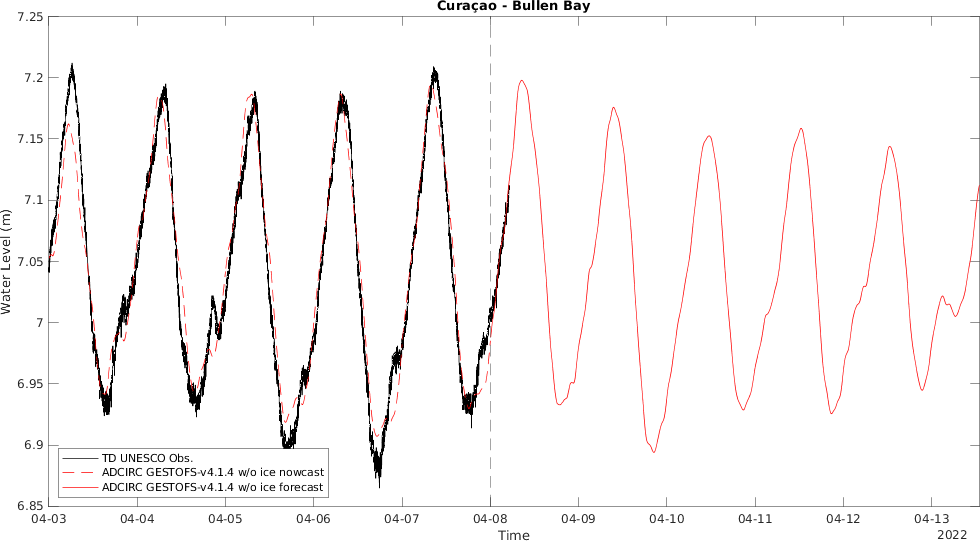 Curaçao - Bullen Bay
Water Level (m)
7.25
7.2
7.15
7.1
7.05
7
6.95
6.9
6.85
TD UNESCO Obs.
ADCIRC GESTOFS-v4.1.4 w/o ice nowcast
ADCIRC GESTOFS-v4.1.4 w/o ice forecast
04-03 04-04 04-05 04-06 04-07 04-08 04-09 04-10 04-11 04-12 04-13
Time
2022